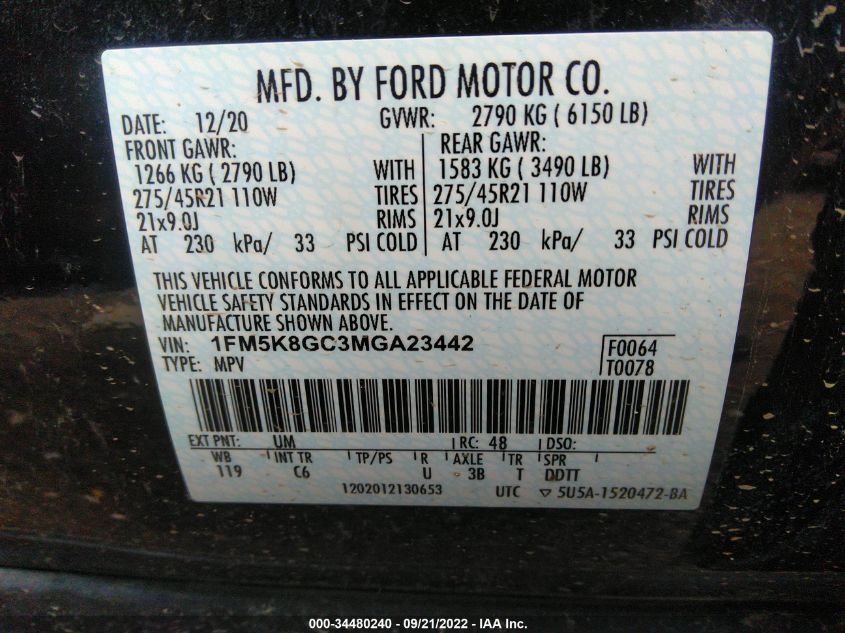 MFD. BY FORD MOTOR CO.
DATE: 12/20 GVWR: 2790 KG ( 6150 LB)
FRONT GAWR: REAR GAWR:
1266 KG ( 2790 LB) WITH 1583 KG ( 3490 LB) WITH
275/45R21 110W TIRES 275/45R21 110W TIRES
21x9.0J RIMS 21x9.0J RIMS
AT 230 kPa/ 33 PSI COLD AT 230 kPa/ 33 PSI COLD
THIS VEHICLE CONFORMS TO ALL APPLICABLE FEDERAL MOTOR
VEHICLE SAFETY STANDARDS IN EFFECT ON THE DATE OF
MANUFACTURE SHOWN ABOVE.
VIN: 1FM5K8GC3MGA23442 F0064
TYPE: MPV T0078
EXT PNT: UM RC: 48 DSO:
WB INT TR TP/PS R AXLE TR SPR
119 C6 U 3B T DDTT
1202012130653 UTC ▽ 5U5A-1520472-BA
000-34480240 - 09/21/2022 - IAA Inc.